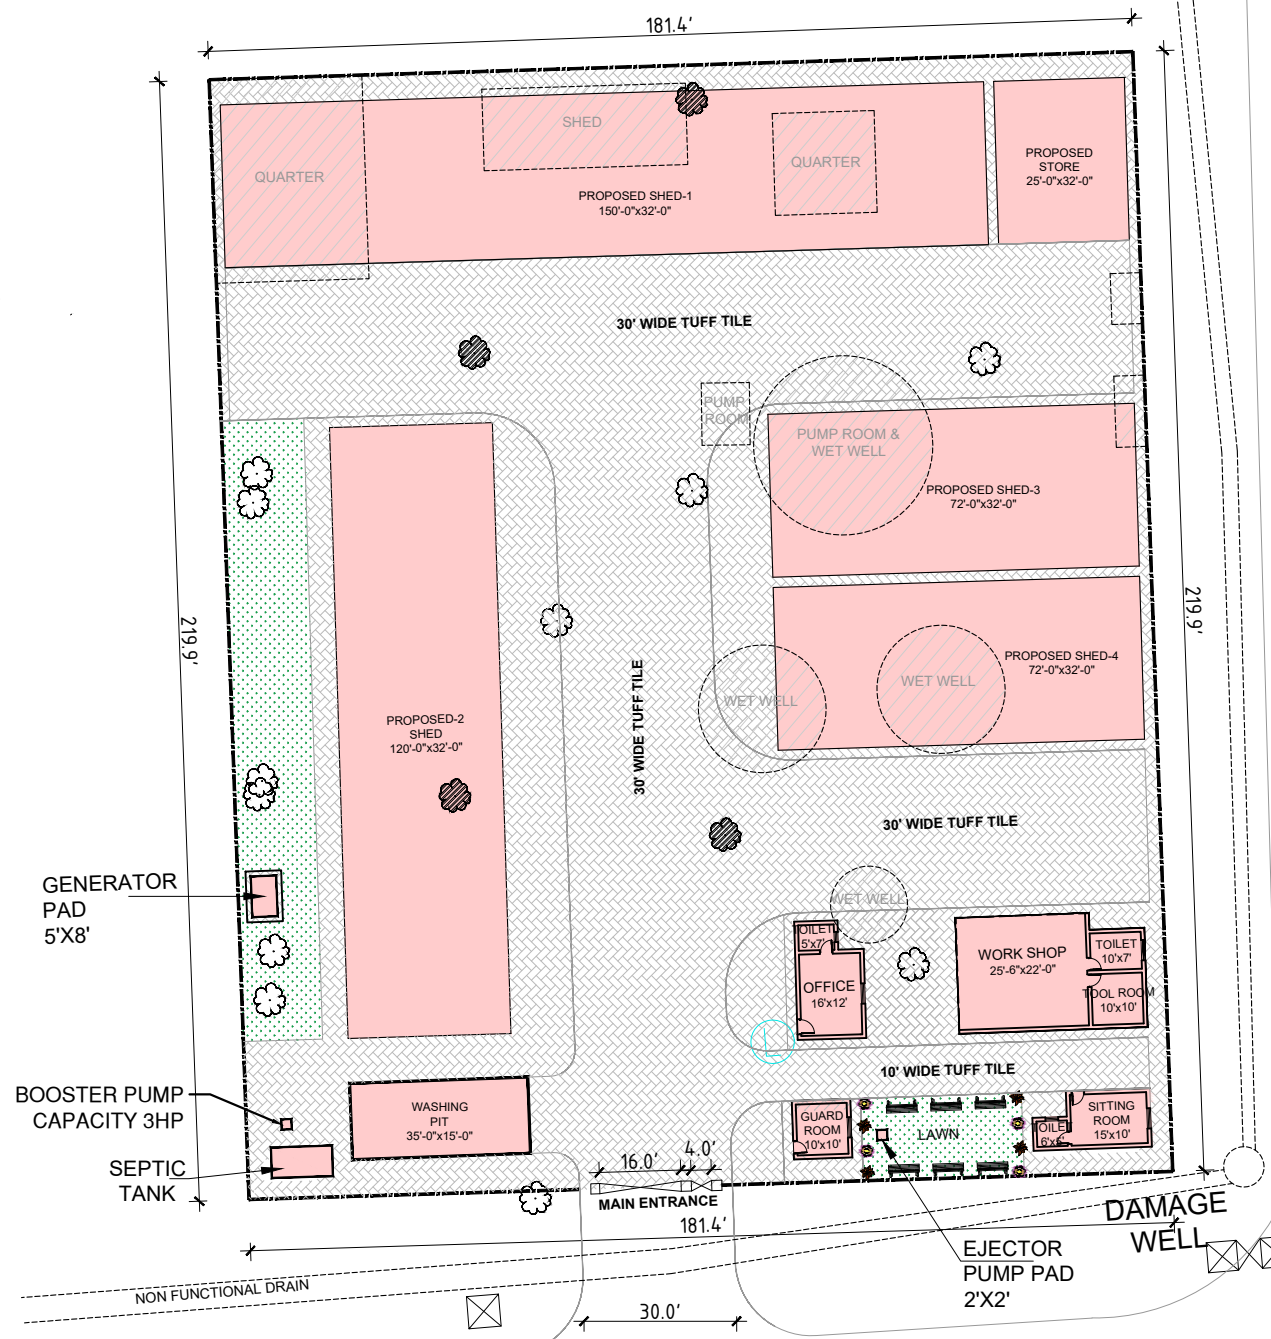 181.4'
SHED
PROPOSED
STORE
25'-0"x32'-0"
QUARTER
QUARTER
PROPOSED SHED-1
150'-0"x32'-0"
30' WIDE TUFF TILE
PUMP
ROOM
PUMP ROOM &
WET WELL
PROPOSED SHED-3
72'-0"x32'-0"
219.9'
219.9'
PROPOSED SHED-4
72'-0"x32'-0"
WET WELL
WET WELL
30' WIDE TUFF TILE
PROPOSED-2
SHED
120'-0"x32'-0"
30' WIDE TUFF TILE
GENERATOR
PAD
5'X8'
WET WELL
TOILET
5'x7'
OFFICE
16'x12'
WORK SHOP
25'-6"x22'-0"
TOILET
10'x7'
TOOL ROOM
10'x10'
L
10' WIDE TUFF TILE
BOOSTER PUMP
CAPACITY 3HP
WASHING
PIT
35'-0"x15'-0"
GUARD
ROOM
10'x10'
LAWN
SITTING
ROOM
15'x10'
SEPTIC
TANK
16.0'
4.0'
MAIN ENTRANCE
181.4'
DAMAGE
WELL
EJECTOR
PUMP PAD
2'X2'
NON FUNCTIONAL DRAIN
30.0'